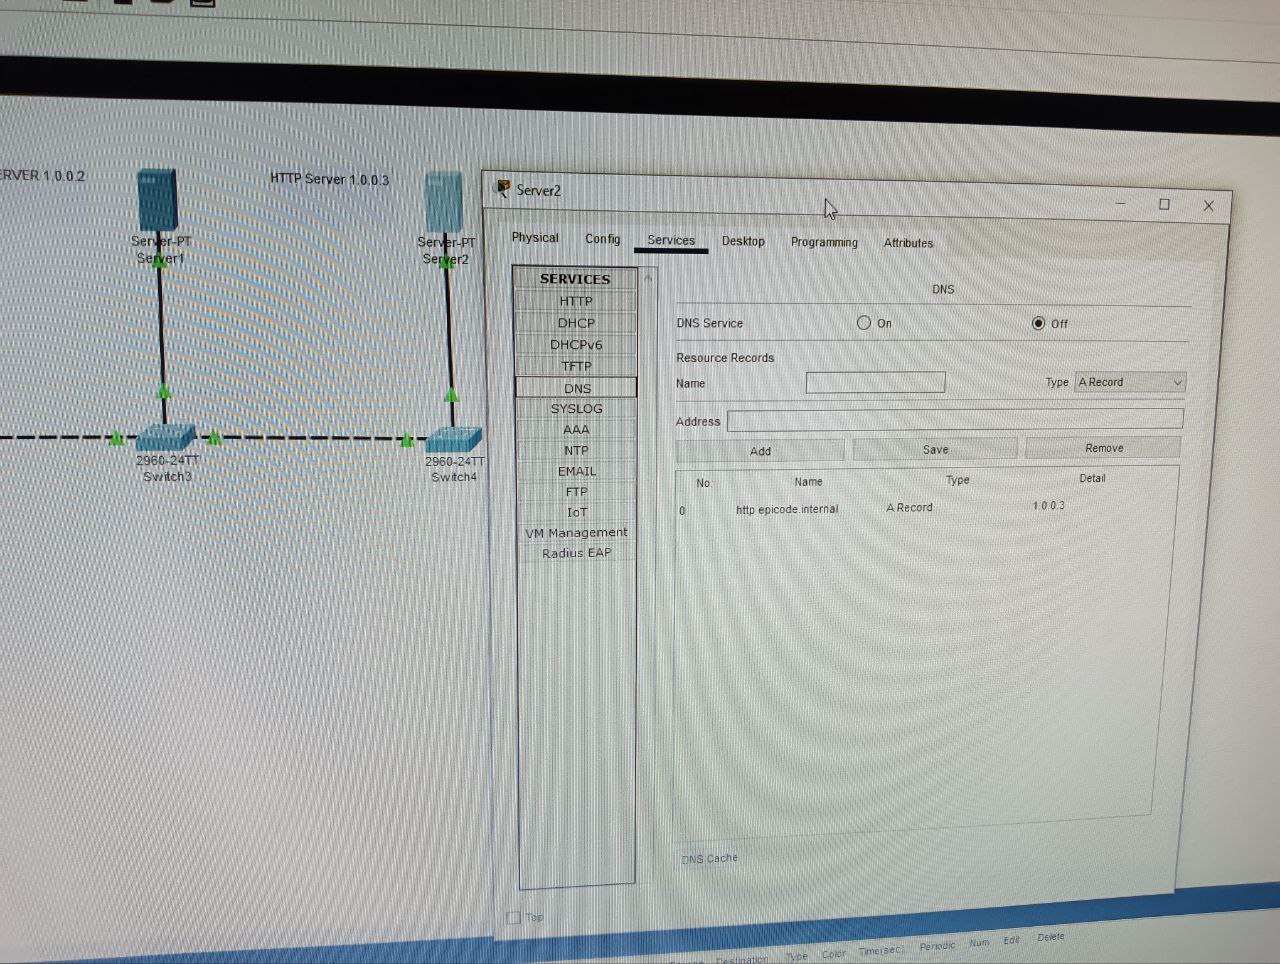 ERVER 1.0.0.2
HTTP Server 1.0.0.3
Server-PT
Server1
Server-PT
Server2
2960-24TT
Switch3
2960-24TT
Switch4
Server2
Physical Config Services Desktop Programming Attributes
SERVICES
HTTP
DHCP
DHCPv6
TFTP
DNS
SYSLOG
AAA
NTP
EMAIL
FTP
IoT
VM Management
Radius EAP
DNS
DNS Service On Off
Resource Records
Name Type A Record
Address
Add Save Remove
No. Name Type Detail
0 http epicode.internal A Record 1.0.0.3
DNS Cache
Top
Destination Type Color Time(sec) Periodic Num Edit Delete